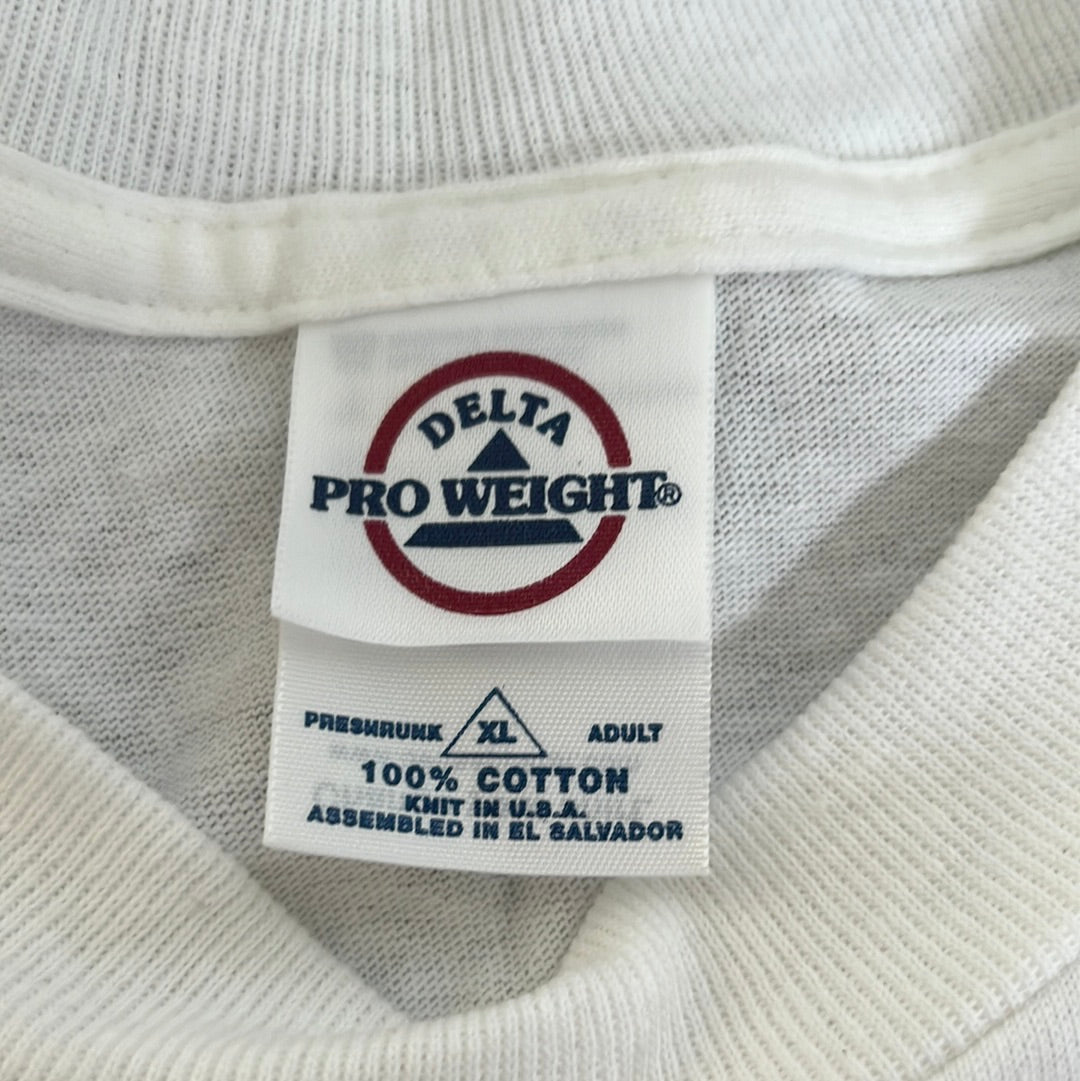 DELTA
PRO WEIGHT®
PRESHRUNK XL ADULT
100% COTTON
KNIT IN U.S.A.
ASSEMBLED IN EL SALVADOR